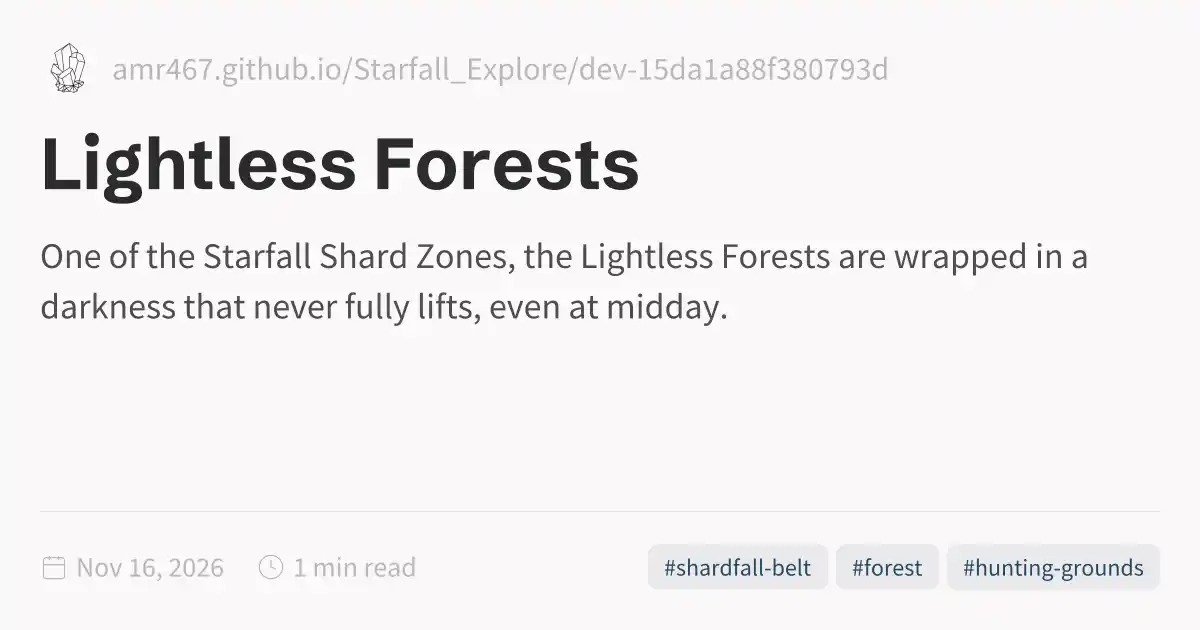 amr467.github.io/Starfall_Explore/dev-15da1a88f380793d
Lightless Forests
One of the Starfall Shard Zones, the Lightless Forests are wrapped in a
darkness that never fully lifts, even at midday.
Nov 16, 2026 1 min read #shardfall-belt #forest #hunting-grounds